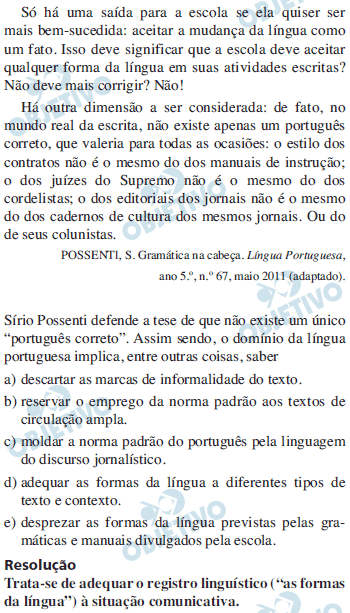 Só há uma saída para a escola se ela quiser ser
mais bem-sucedida: aceitar a mudança da língua como
um fato. Isso deve significar que a escola deve aceitar
qualquer forma da língua em suas atividades escritas?
Não deve mais corrigir? Não!
Há outra dimensão a ser considerada: de fato, no
mundo real da escrita, não existe apenas um português
correto, que valeria para todas as ocasiões: o estilo dos
contratos não é o mesmo do dos manuais de instrução;
o dos juízes do Supremo não é o mesmo do dos
cordelistas; o dos editoriais dos jornais não é o mesmo
do dos cadernos de cultura dos mesmos jornais. Ou do
de seus colunistas.
POSSENTI, S. Gramática na cabeça. Língua Portuguesa,
ano 5.º, n.º 67, maio 2011 (adaptado).
Sírio Possenti defende a tese de que não existe um único
“português correto”. Assim sendo, o domínio da língua
portuguesa implica, entre outras coisas, saber
a) descartar as marcas de informalidade do texto.
b) reservar o emprego da norma padrão aos textos de
circulação ampla.
c) moldar a norma padrão do português pela linguagem
do discurso jornalístico.
d) adequar as formas da língua a diferentes tipos de
texto e contexto.
e) desprezar as formas da língua previstas pelas gra-
máticas e manuais divulgados pela escola.
Resolução
Trata-se de adequar o registro linguístico (“as formas
da língua”) à situação comunicativa.
OBJETIVO
OBJETIVO
OBJETIVO
OBJETIVO
OBJETIVO
OBJETIVO